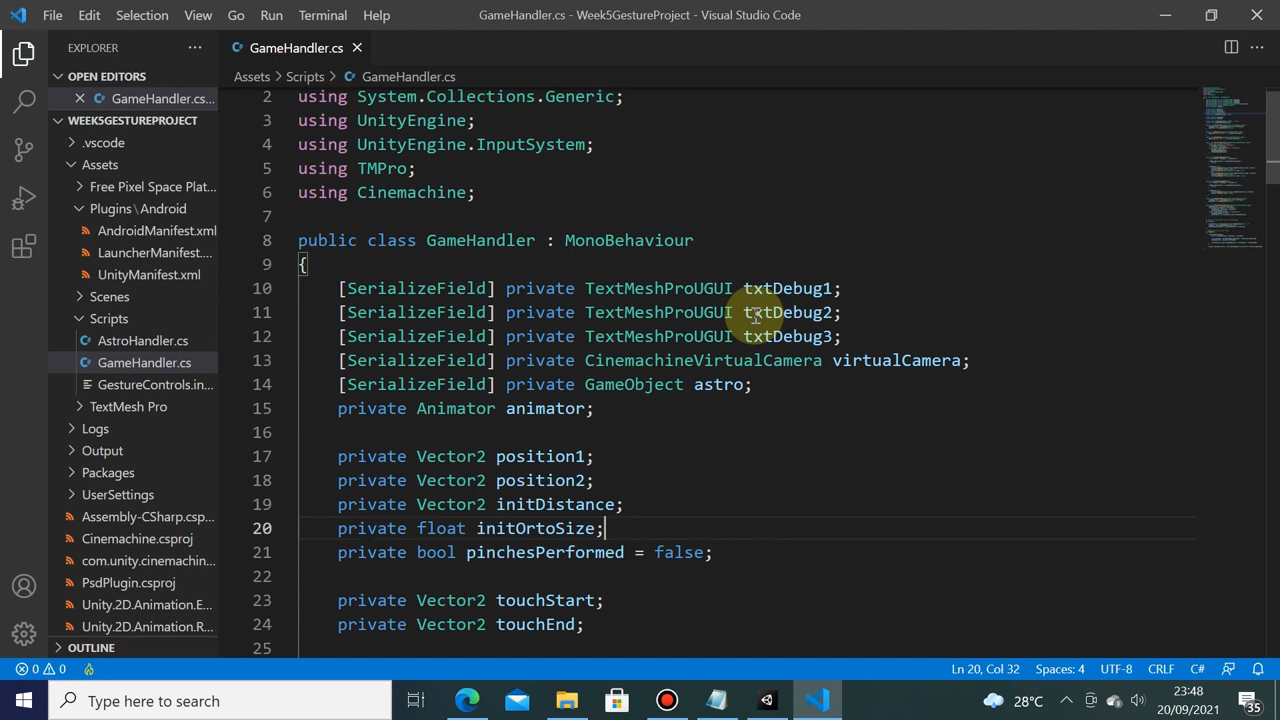 File Edit Selection View Go Run Terminal Help GameHandler.cs - Week5GestureProject - Visual Studio Code
EXPLORER ...
OPEN EDITORS
GameHandler.cs...
WEEK5GESTUREPROJECT
.vscode
Assets
Free Pixel Space Plat...
Plugins\Android
AndroidManifest.xml
LauncherManifest....
UnityManifest.xml
Scenes
Scripts
AstroHandler.cs
GameHandler.cs
GestureControls.in...
TextMesh Pro
Logs
Output
Packages
UserSettings
Assembly-CSharp.csp...
Cinemachine.csproj
com.unity.cinemachin...
PsdPlugin.csproj
Unity.2D.Animation.E...
Unity.2D.Animation.R...
OUTLINE
GameHandler.cs
Assets > Scripts > GameHandler.cs
2 using System.Collections.Generic;
3 using UnityEngine;
4 using UnityEngine.InputSystem;
5 using TMPro;
6 using Cinemachine;
7
8 public class GameHandler : MonoBehaviour
9 {
10 [SerializeField] private TextMeshProUGUI txtDebug1;
11 [SerializeField] private TextMeshProUGUI txtDebug2;
12 [SerializeField] private TextMeshProUGUI txtDebug3;
13 [SerializeField] private CinemachineVirtualCamera virtualCamera;
14 [SerializeField] private GameObject astro;
15 private Animator animator;
16
17 private Vector2 position1;
18 private Vector2 position2;
19 private Vector2 initDistance;
20 private float initOrtoSize;
21 private bool pinchesPerformed = false;
22
23 private Vector2 touchStart;
24 private Vector2 touchEnd;
25
0 0 Ln 20, Col 32 Spaces: 4 UTF-8 CRLF C#
Type here to search 28°C 23:48
20/09/2021 35